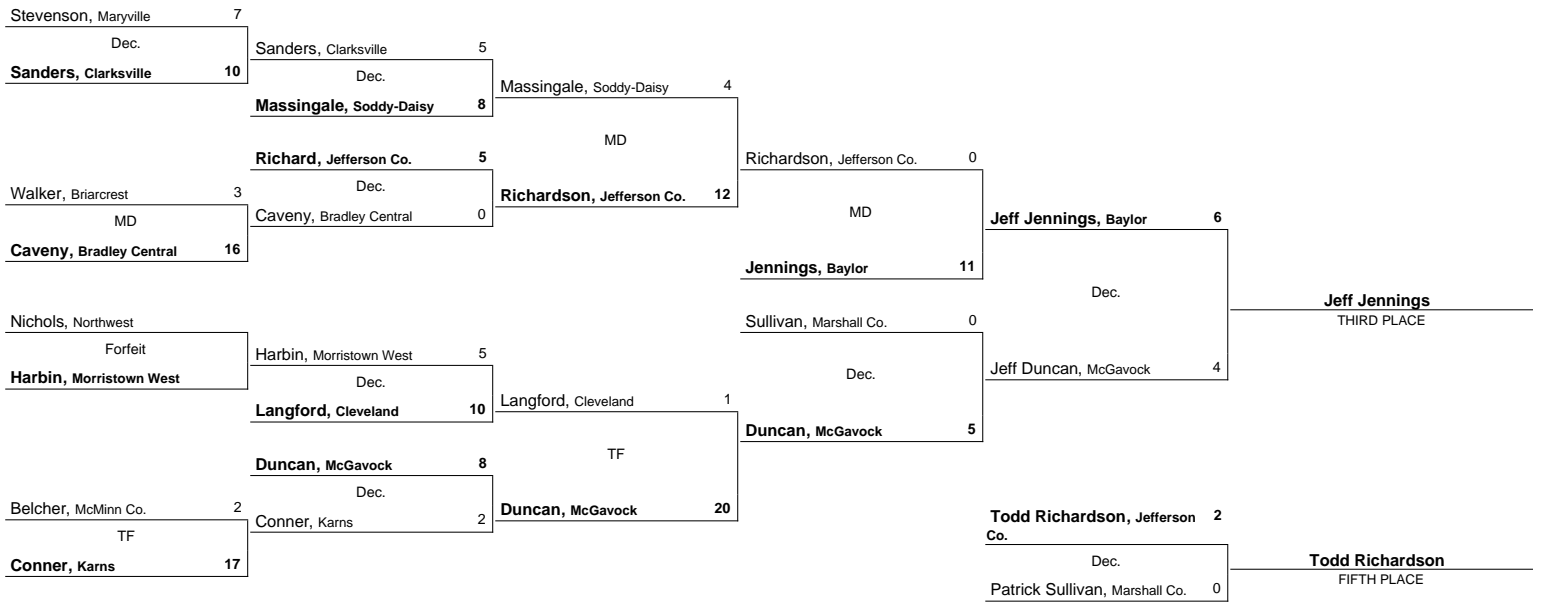 Stevenson, Maryville 7
Dec.
Sanders, Clarksville 10
Walker, Briarcrest 3
MD
Caveny, Bradley Central 16
Nichols, Northwest
Forfeit
Harbin, Morristown West
Belcher, McMinn Co. 2
TF
Conner, Karns 17
Sanders, Clarksville 5
Dec.
Massingale, Soddy-Daisy 8
Richard, Jefferson Co. 5
Dec.
Caveny, Bradley Central 0
Harbin, Morristown West 5
Dec.
Langford, Cleveland 10
Duncan, McGavock 8
Dec.
Conner, Karns 2
Massingale, Soddy-Daisy 4
MD
Richardson, Jefferson Co. 12
Langford, Cleveland 1
TF
Duncan, McGavock 20
Richardson, Jefferson Co. 0
MD
Jennings, Baylor 11
Sullivan, Marshall Co. 0
Dec.
Duncan, McGavock 5
Jeff Jennings, Baylor 6
Dec.
Jeff Duncan, McGavock 4
Jeff Jennings
THIRD PLACE
Todd Richardson, Jefferson 2
Co.
Dec.
Patrick Sullivan, Marshall Co. 0
Todd Richardson
FIFTH PLACE